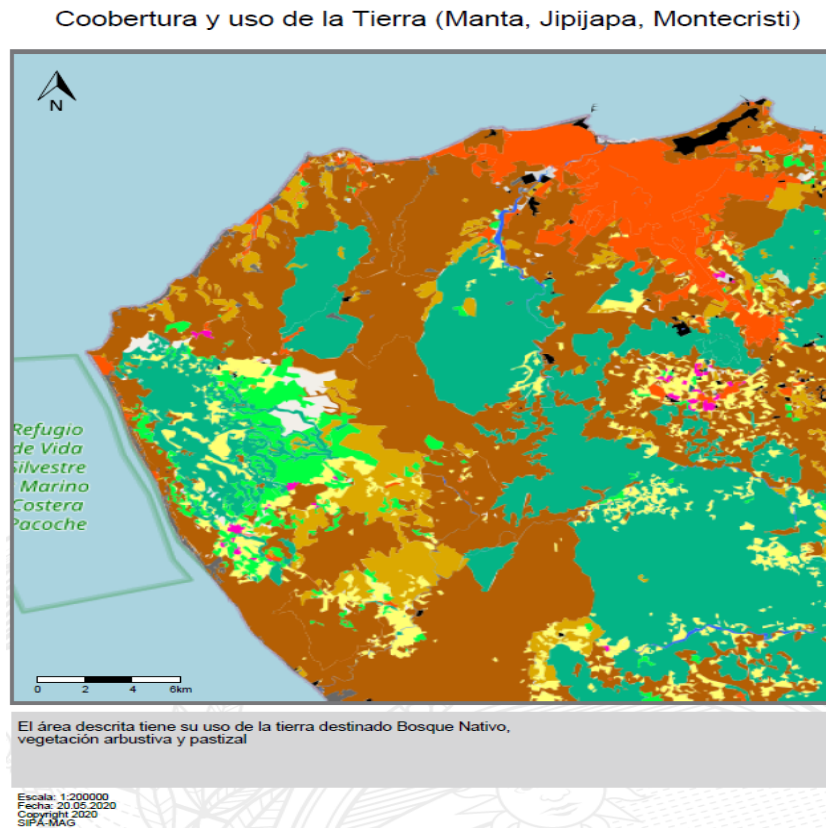 Coobertura y uso de la Tierra (Manta, Jipijapa, Montecristi)
N
Refugio
de Vida
Silvestre
Marino
Costera
Pacoche
0 2 4 6km
El área descrita tiene su uso de la tierra destinado Bosque Nativo,
vegetación arbustiva y pastizal
Escala: 1:200000
Fecha: 20.05.2020
Copyright 2020
SIPA-MAG